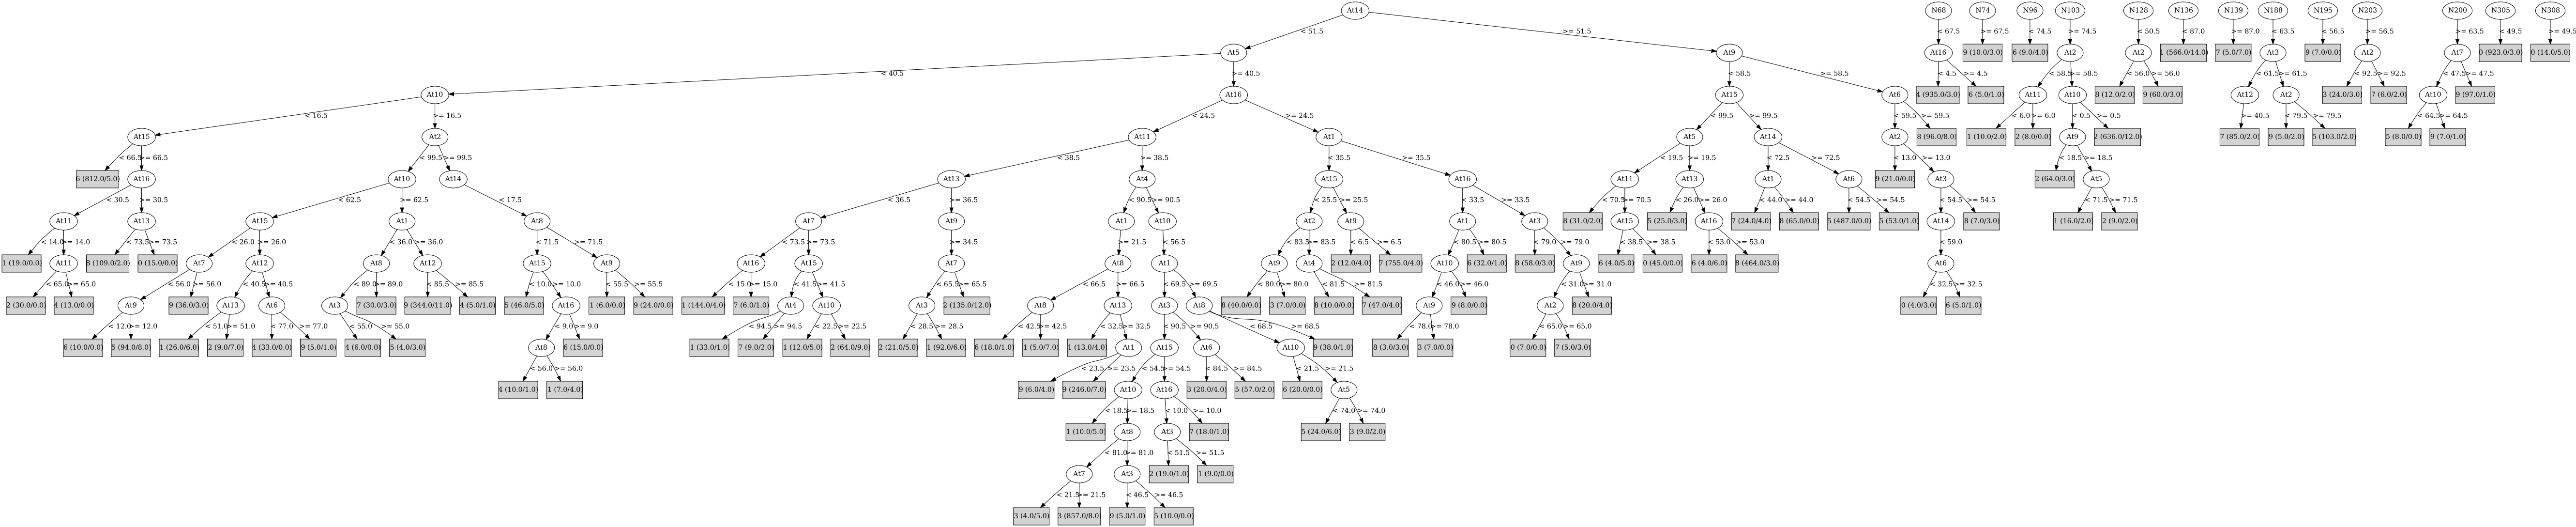 At14 N68 N74 N96 N103 N128 N136 N139 N188 N195 N203 N200 N305 N308
< 51.5 >= 51.5 < 67.5 >= 67.5 < 74.5 >= 74.5 < 50.5 < 87.0 >= 87.0 < 63.5 < 56.5 >= 56.5 >= 63.5 < 49.5 >= 49.5
At5 At9 At16 9 (10.0/3.0) 6 (9.0/4.0) At2 At2 1 (566.0/14.0) 7 (5.0/7.0) At3 9 (7.0/0.0) At2 At7 0 (923.0/3.0) 0 (14.0/5.0)
< 40.5 >= 40.5 < 58.5 >= 58.5 < 4.5 >= 4.5 < 58.5 >= 58.5 < 56.0 >= 56.0 < 61.5 >= 61.5 < 92.5 >= 92.5 < 47.5 >= 47.5
At10 At16 At15 At6 4 (935.0/3.0) 6 (5.0/1.0) At11 At10 8 (12.0/2.0) 9 (60.0/3.0) At12 At2 3 (24.0/3.0) 7 (6.0/2.0) At10 9 (97.0/1.0)
< 16.5 >= 16.5 < 24.5 >= 24.5 < 99.5 >= 99.5 < 59.5 >= 59.5 < 6.0 >= 6.0 < 0.5 >= 0.5 >= 40.5 < 79.5 >= 79.5 < 64.5 >= 64.5
At15 At2 At11 At1 At5 At14 At2 8 (96.0/8.0) 1 (10.0/2.0) 2 (8.0/0.0) At9 2 (636.0/12.0) 7 (85.0/2.0) 9 (5.0/2.0) 5 (103.0/2.0) 5 (8.0/0.0) 9 (7.0/1.0)
< 66.5 >= 66.5 < 99.5 >= 99.5 < 38.5 >= 38.5 < 35.5 >= 35.5 < 19.5 >= 19.5 < 72.5 >= 72.5 < 13.0 >= 13.0 < 18.5 >= 18.5
6 (812.0/5.0) At16 At10 At14 At13 At4 At15 At16 At11 At13 At1 At6 9 (21.0/0.0) At3 2 (64.0/3.0) At5
< 30.5 >= 30.5 < 62.5 >= 62.5 < 17.5 < 36.5 >= 36.5 < 90.5 >= 90.5 < 25.5 >= 25.5 < 33.5 >= 33.5 < 70.5 >= 70.5 < 26.0 >= 26.0 < 44.0 >= 44.0 < 54.5 >= 54.5 < 54.5 >= 54.5 < 71.5 >= 71.5
At11 At13 At15 At1 At8 At7 At9 At1 At10 At2 At9 At1 At3 8 (31.0/2.0) At15 5 (25.0/3.0) At16 7 (24.0/4.0) 8 (65.0/0.0) 5 (487.0/0.0) 5 (53.0/1.0) At14 8 (7.0/3.0) 1 (16.0/2.0) 2 (9.0/2.0)
< 14.0 >= 14.0 < 73.5 >= 73.5 < 26.0 >= 26.0 < 36.0 >= 36.0 < 71.5 >= 71.5 < 73.5 >= 73.5 >= 34.5 >= 21.5 < 56.5 < 83.5 >= 83.5 < 6.5 >= 6.5 < 80.5 >= 80.5 < 79.0 >= 79.0 < 38.5 >= 38.5 < 53.0 >= 53.0 < 59.0
1 (19.0/0.0) At11 8 (109.0/2.0) 0 (15.0/0.0) At7 At12 At8 At12 At15 At9 At16 At15 At7 At8 At1 At9 At4 2 (12.0/4.0) 7 (755.0/4.0) At10 6 (32.0/1.0) 8 (58.0/3.0) At9 6 (4.0/5.0) 0 (45.0/0.0) 6 (4.0/6.0) 8 (464.0/3.0) At6
< 65.0 >= 65.0 < 56.0 >= 56.0 < 40.5 >= 40.5 < 89.0 >= 89.0 < 85.5 >= 85.5 < 10.0 >= 10.0 < 55.5 >= 55.5 < 15.0 >= 15.0 < 41.5 >= 41.5 < 65.5 >= 65.5 < 66.5 >= 66.5 < 69.5 >= 69.5 < 80.0 >= 80.0 < 81.5 >= 81.5 < 46.0 >= 46.0 < 31.0 >= 31.0 < 32.5 >= 32.5
2 (30.0/0.0) 4 (13.0/0.0) At9 9 (36.0/3.0) At13 At6 At3 7 (30.0/3.0) 9 (344.0/11.0) 4 (5.0/1.0) 5 (46.0/5.0) At16 1 (6.0/0.0) 9 (24.0/0.0) 1 (144.0/4.0) 7 (6.0/1.0) At4 At10 At3 2 (135.0/12.0) At8 At13 At3 At8 8 (40.0/0.0) 3 (7.0/0.0) 8 (10.0/0.0) 7 (47.0/4.0) At9 9 (8.0/0.0) At2 8 (20.0/4.0) 0 (4.0/3.0) 6 (5.0/1.0)
< 12.0 >= 12.0 < 51.0 >= 51.0 < 77.0 >= 77.0 < 55.0 >= 55.0 < 9.0 >= 9.0 < 94.5 >= 94.5 < 22.5 >= 22.5 < 28.5 >= 28.5 < 42.5 >= 42.5 < 32.5 >= 32.5 < 90.5 >= 90.5 < 68.5 >= 68.5 < 78.0 >= 78.0 < 65.0 >= 65.0
6 (10.0/0.0) 5 (94.0/8.0) 1 (26.0/6.0) 2 (9.0/7.0) 4 (33.0/0.0) 9 (5.0/1.0) 4 (6.0/0.0) 5 (4.0/3.0) At8 6 (15.0/0.0) 1 (33.0/1.0) 7 (9.0/2.0) 1 (12.0/5.0) 2 (64.0/9.0) 2 (21.0/5.0) 1 (92.0/6.0) 6 (18.0/1.0) 1 (5.0/7.0) 1 (13.0/4.0) At1 At15 At6 At10 9 (38.0/1.0) 8 (3.0/3.0) 3 (7.0/0.0) 0 (7.0/0.0) 7 (5.0/3.0)
< 56.0 >= 56.0 < 23.5 >= 23.5 < 54.5 >= 54.5 < 84.5 >= 84.5 < 21.5 >= 21.5
4 (10.0/1.0) 1 (7.0/4.0) 9 (6.0/4.0) 9 (246.0/7.0) At10 At16 3 (20.0/4.0) 5 (57.0/2.0) 6 (20.0/0.0) At5
< 18.5 >= 18.5 < 10.0 >= 10.0 < 74.0 >= 74.0
1 (10.0/5.0) At8 At3 7 (18.0/1.0) 5 (24.0/6.0) 3 (9.0/2.0)
< 81.0 >= 81.0 < 51.5 >= 51.5
At7 At3 2 (19.0/1.0) 1 (9.0/0.0)
< 21.5 >= 21.5 < 46.5 >= 46.5
3 (4.0/5.0) 3 (857.0/8.0) 9 (5.0/1.0) 5 (10.0/0.0)